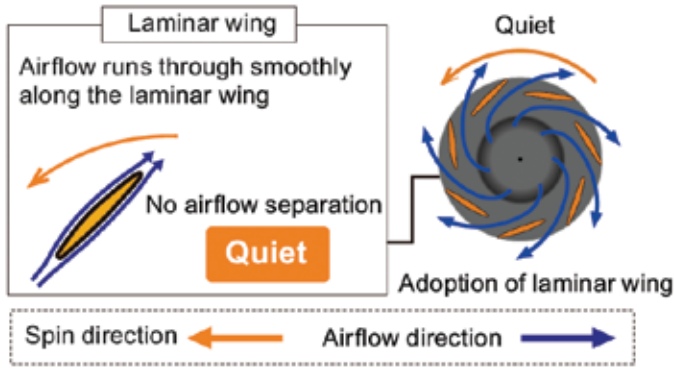 Laminar wing
Airflow runs through smoothly
along the laminar wing
No airflow separation
Quiet
Quiet
Adoption of laminar wing
Spin direction
Airflow direction